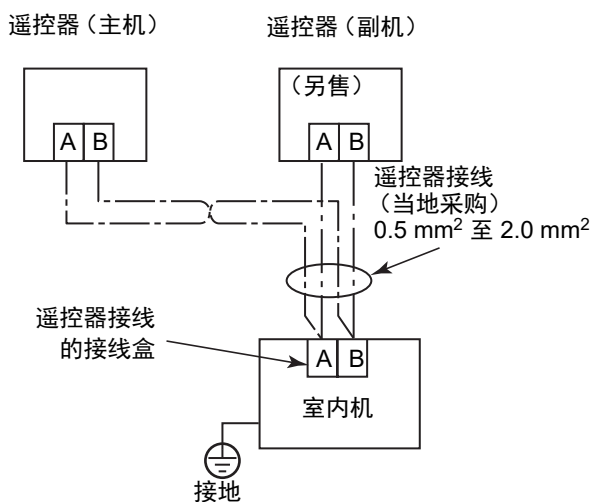 遥控器（主机）
遥控器（副机）
（另售）
A B
A B
遥控器接线
（当地采购）
0.5 mm² 至 2.0 mm²
遥控器接线
的接线盒
A B
室内机
接地